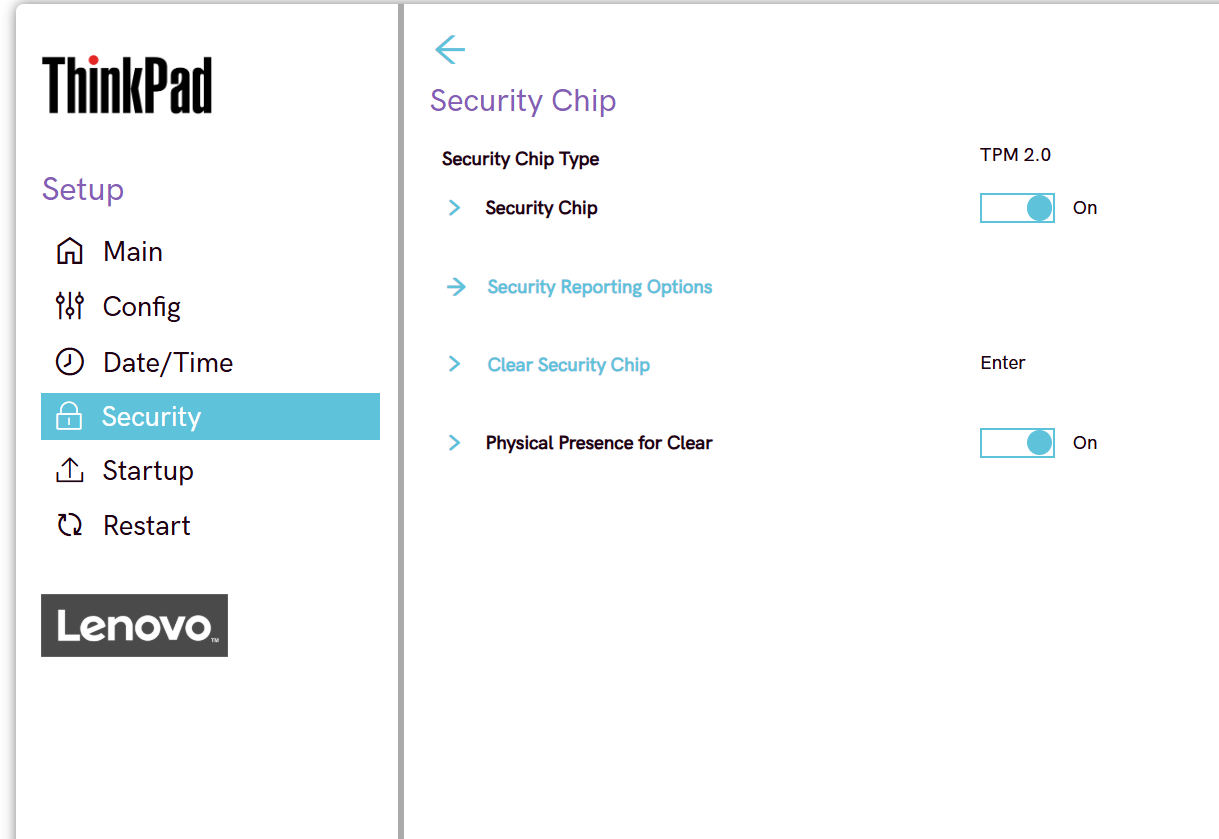 ThinkPad
Setup
Main
Config
Date/Time
Security
Startup
Restart
Lenovo™
Security Chip
Security Chip Type TPM 2.0
Security Chip On
Security Reporting Options
Clear Security Chip Enter
Physical Presence for Clear On